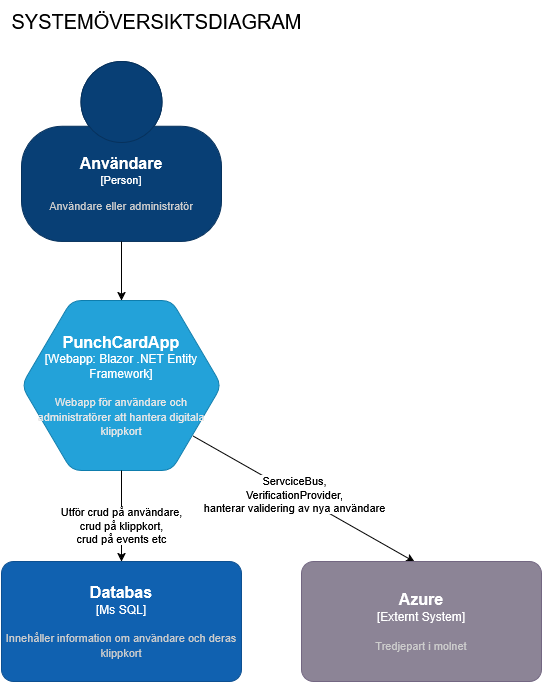 SYSTEMÖVERSIKTSDIAGRAM
Användare
[Person]
Användare eller administratör
PunchCardApp
[Webapp: Blazor .NET Entity
Framework]
Webapp för användare och
administratörer att hantera digitala
klippkort
ServciceBus,
VerificationProvider,
hanterar validering av nya användare
Utför crud på användare,
crud på klippkort,
crud på events etc
Databas
[Ms SQL]
Innehåller information om användare och deras
klippkort
Azure
[Externt System]
Tredjepart i molnet